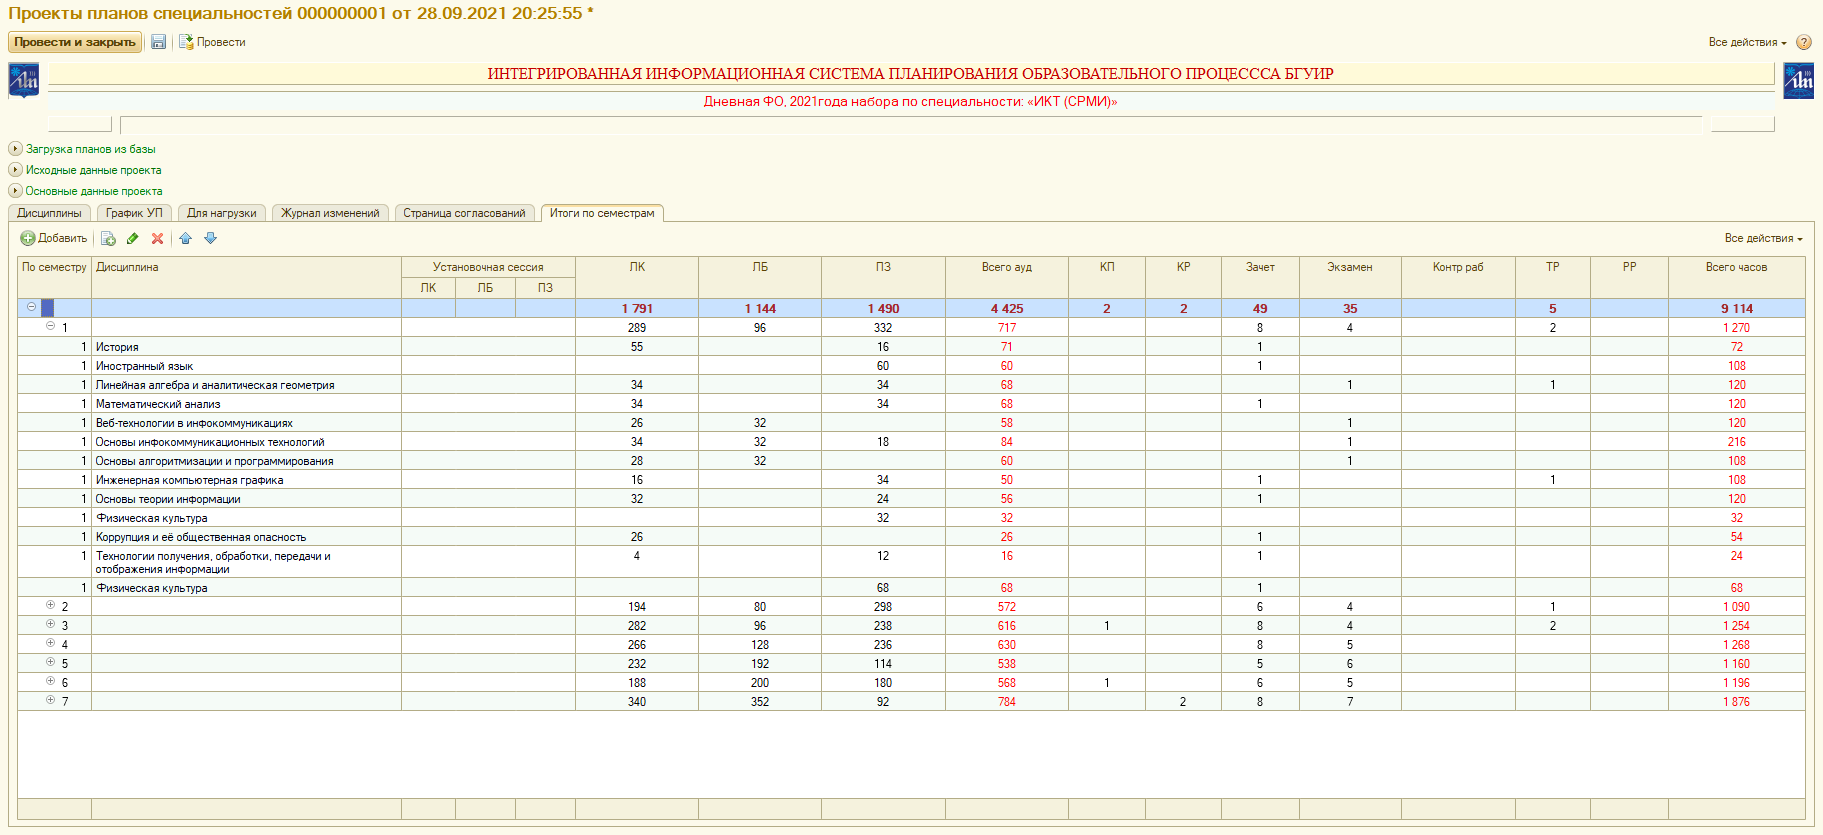 Проекты планов специальностей 000000001 от 28.09.2021 20:25:55 *
Провести и закрыть Провести Все действия ?
ИНТЕГРИРОВАННАЯ ИНФОРМАЦИОННАЯ СИСТЕМА ПЛАНИРОВАНИЯ ОБРАЗОВАТЕЛЬНОГО ПРОЦЕСССА БГУИР
Дневная ФО, 2021года набора по специальности: «ИКТ (СРМИ)»
Загрузка планов из базы
Исходные данные проекта
Основные данные проекта
Дисциплины График УП Для нагрузки Журнал изменений Страница согласований Итоги по семестрам
Добавить Все действия
По семестру Дисциплина Установочная сессия ЛК ЛБ ПЗ Всего ауд КП КР Зачет Экзамен Контр раб ТР РР Всего часов
ЛК ЛБ ПЗ
1 791 1 144 1 490 4 425 2 2 49 35 5 9 114
1 289 96 332 717 8 4 2 1 270
1 История 55 16 71 1 72
1 Иностранный язык 60 60 1 108
1 Линейная алгебра и аналитическая геометрия 34 34 68 1 1 120
1 Математический анализ 34 34 68 1 120
1 Веб-технологии в инфокоммуникациях 26 32 58 1 120
1 Основы инфокоммуникационных технологий 34 32 18 84 1 216
1 Основы алгоритмизации и программирования 28 32 60 1 108
1 Инженерная компьютерная графика 16 34 50 1 1 108
1 Основы теории информации 32 24 56 1 120
1 Физическая культура 32 32 32
1 Коррупция и её общественная опасность 26 26 1 54
1 Технологии получения, обработки, передачи и 4 12 16 1 24
отображения информации
1 Физическая культура 68 68 1 68
2 194 80 298 572 6 4 1 1 090
3 282 96 238 616 1 8 4 2 1 254
4 266 128 236 630 8 5 1 268
5 232 192 114 538 5 6 1 160
6 188 200 180 568 1 6 5 1 196
7 340 352 92 784 2 8 7 1 876